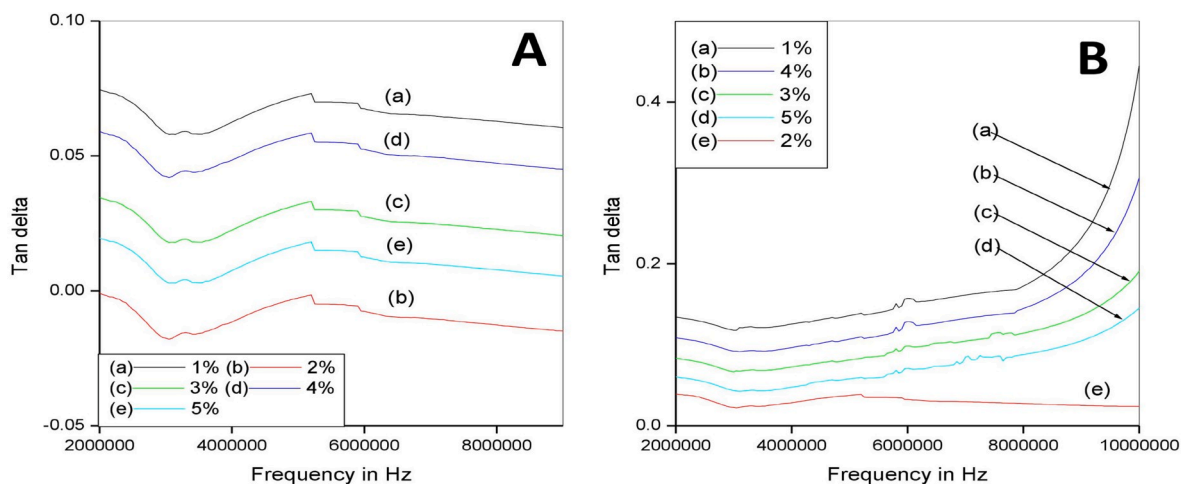 A
0.10
0.05
0.00
-0.05
Tan delta
(a)
(d)
(c)
(e)
(b)
(a) 1% (b) 2%
(c) 3% (d) 4%
(e) 5%
2000000 4000000 6000000 8000000
Frequency in Hz
B
(a) 1%
(b) 4%
(c) 3%
(d) 5%
(e) 2%
0.4
0.2
0.0
Tan delta
(a)
(b)
(c)
(d)
(e)
2000000 4000000 6000000 8000000 10000000
Frequency in Hz